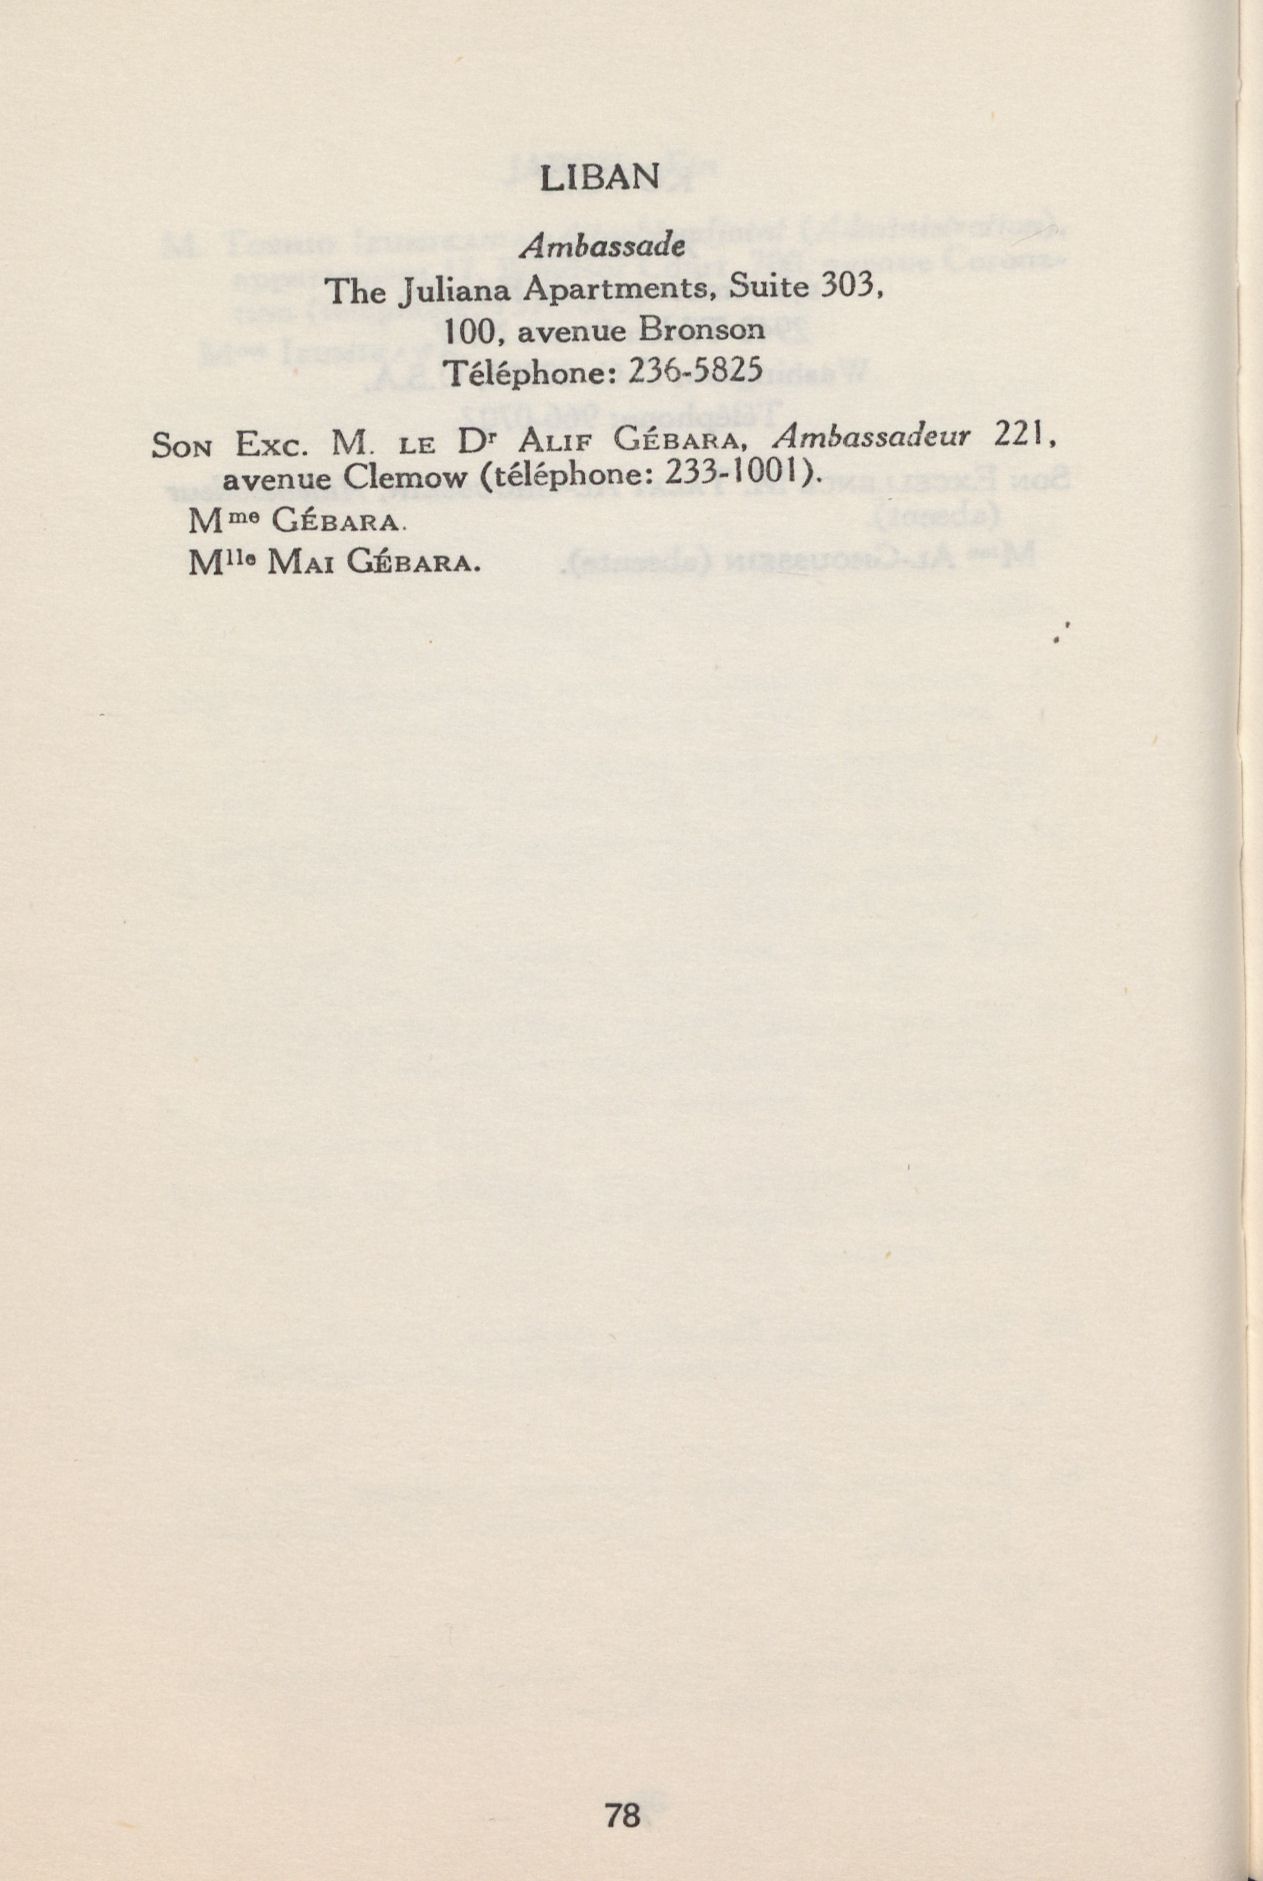 LIBAN
Ambassade
The Juliana Apartments, Suite 303,
100, avenue Bronson
Téléphone: 236-5825
SON EXC. M. LE Dr ALIF GÉBARA, Ambassadeur 221,
avenue Clemow (téléphone: 233-1001).
Mme GÉBARA.
Mlle MAI GÉBARA.
78